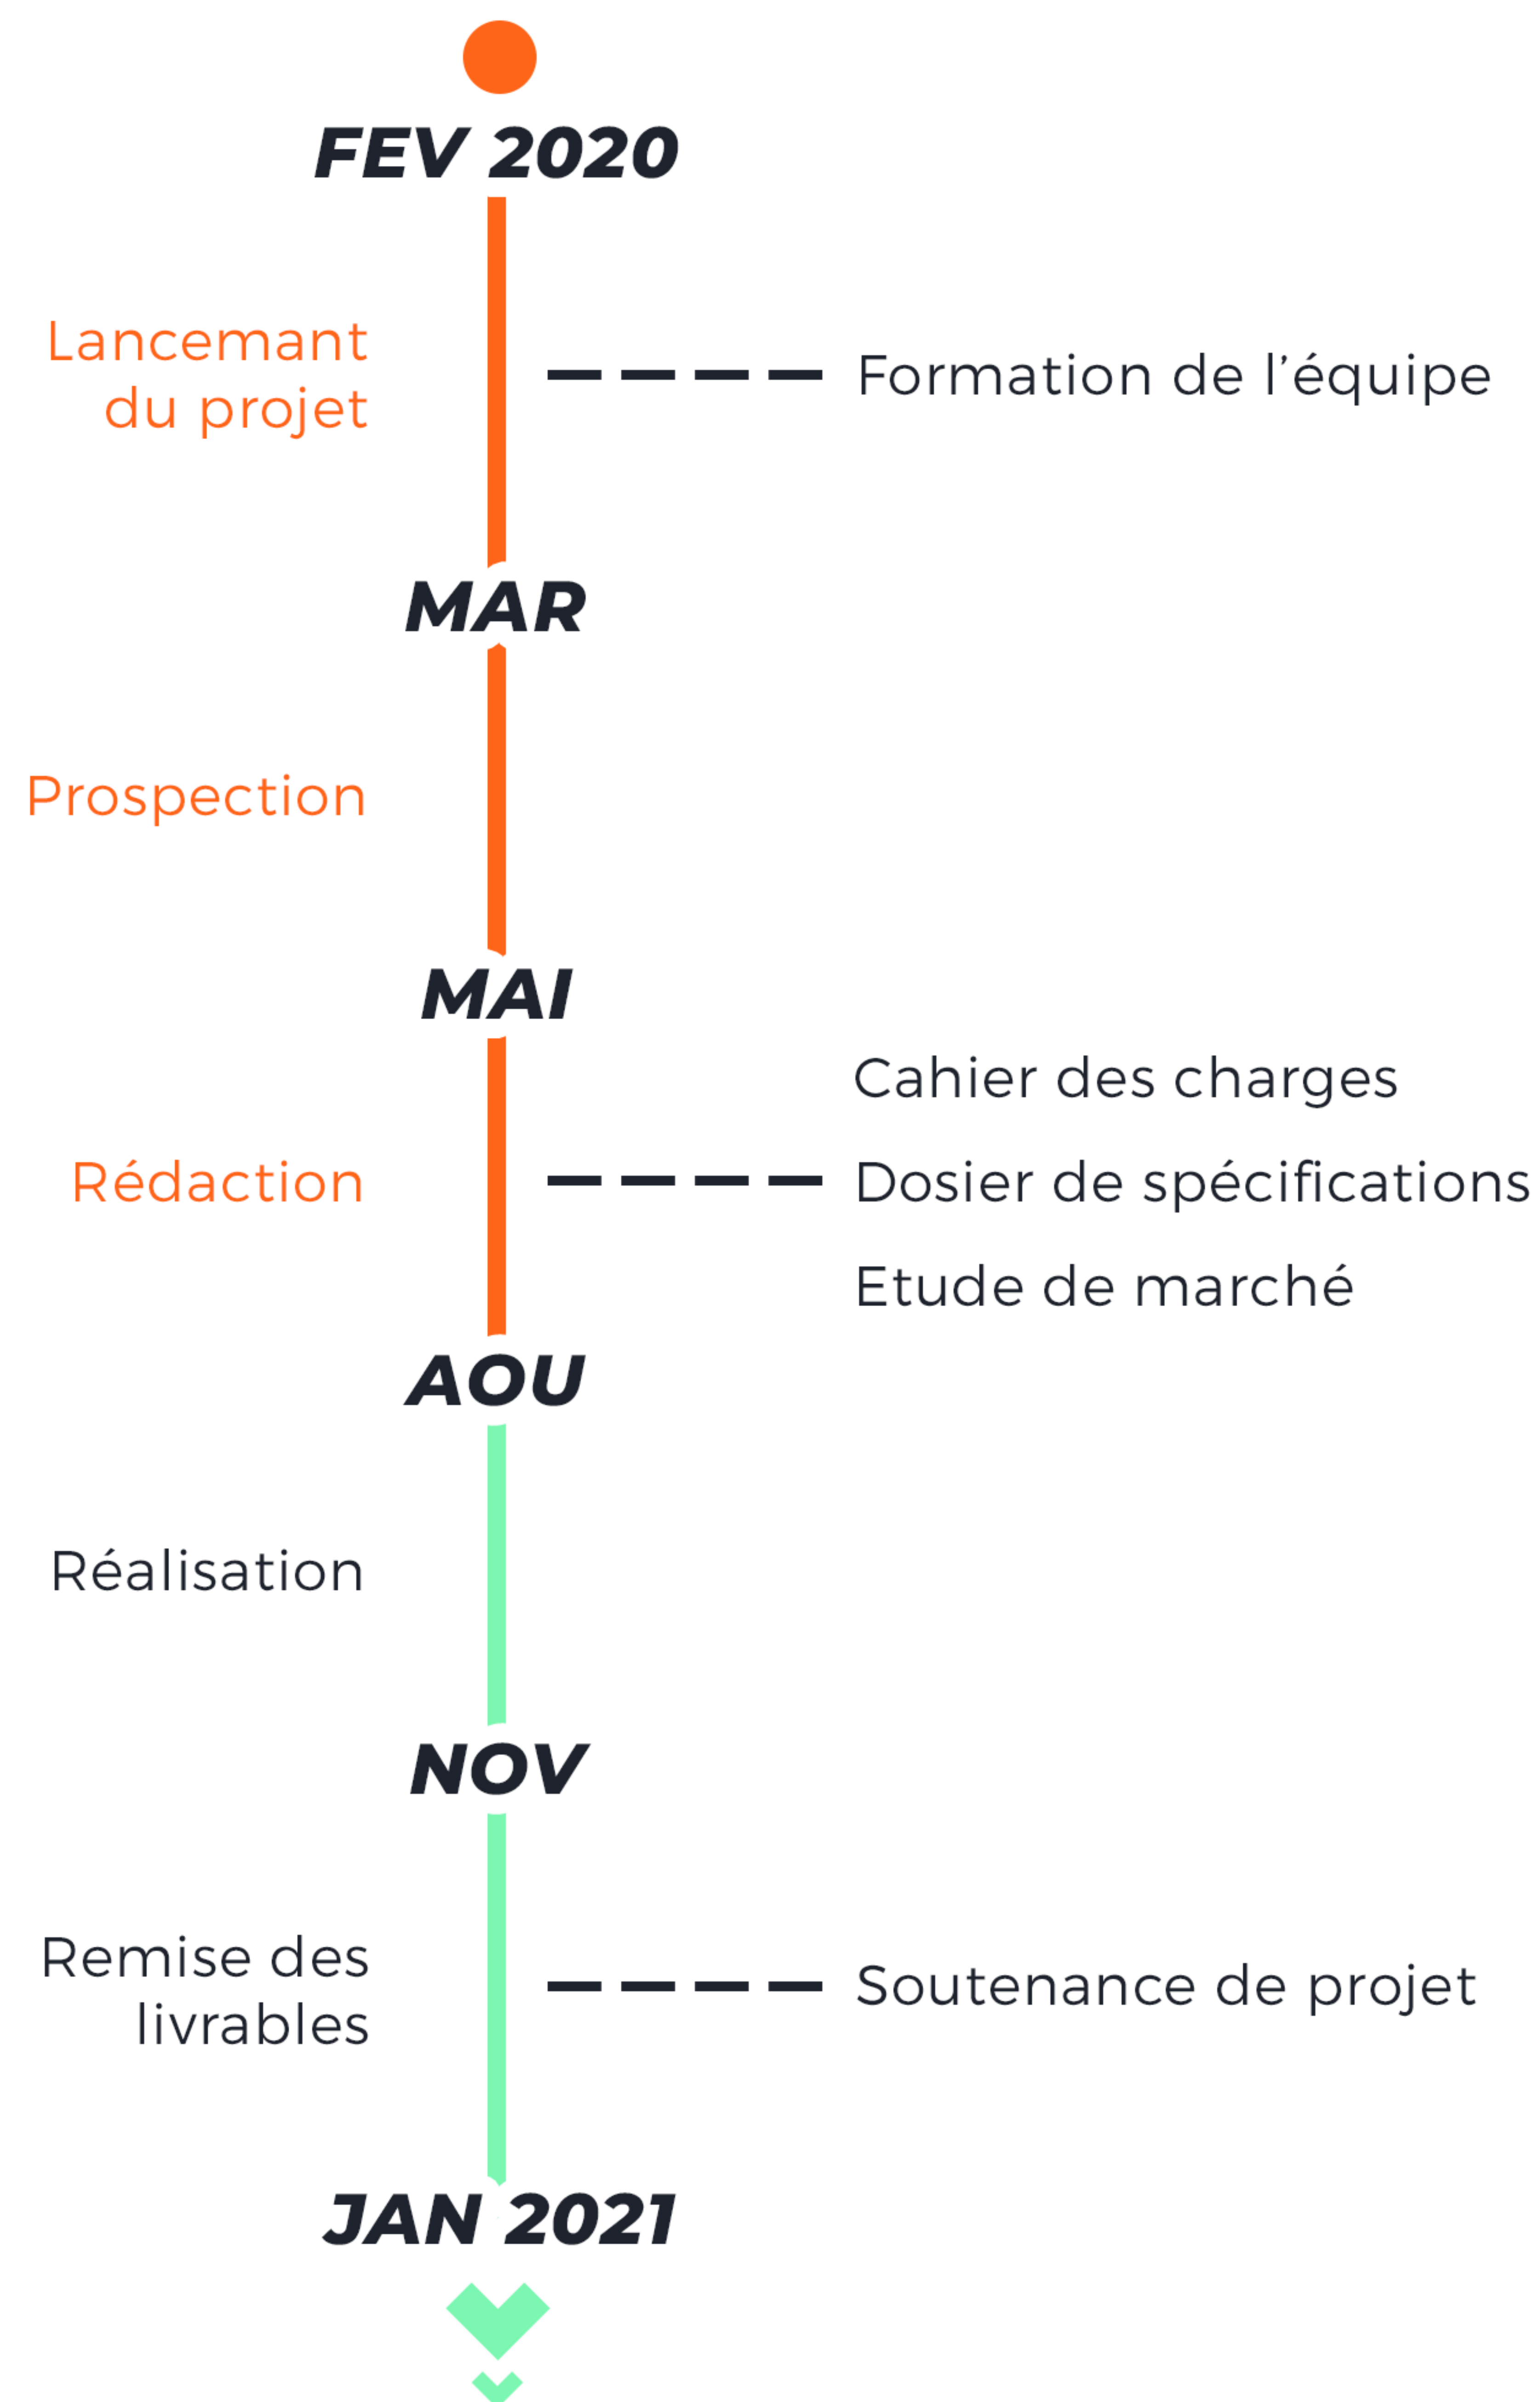 FEV 2020
Lancemant
du projet
Formation de l'équipe
MAR
Prospection
MAI
Cahier des charges
Rédaction
Dosier de spécifications
Etude de marché
AOU
Réalisation
NOV
Remise des
livrables
Soutenance de projet
JAN 2021